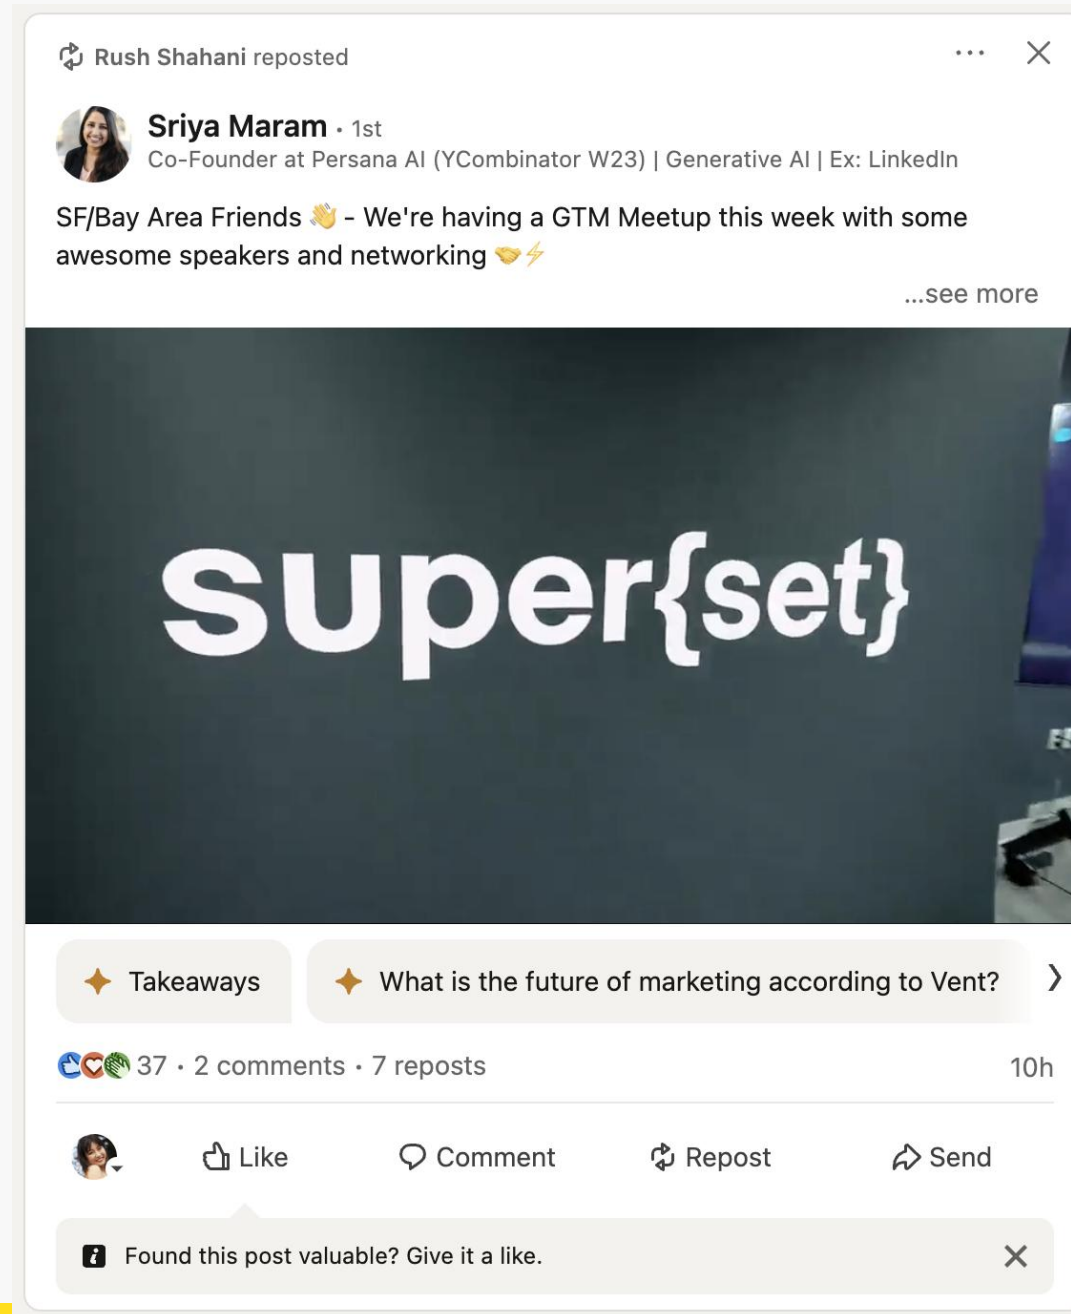 Rush Shahani reposted
Sriya Maram • 1st
Co-Founder at Persana AI (YCombinator W23) | Generative AI | Ex: LinkedIn
SF/Bay Area Friends 👋 - We're having a GTM Meetup this week with some
awesome speakers and networking 🤝⚡
...see more
super{set}
Takeaways
What is the future of marketing according to Vent?
37 • 2 comments • 7 reposts
10h
Like
Comment
Repost
Send
Found this post valuable? Give it a like.